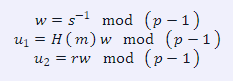 w = s⁻¹ mod (p − 1)
u₁ = H(m)w mod (p − 1)
u₂ = rw mod (p − 1)